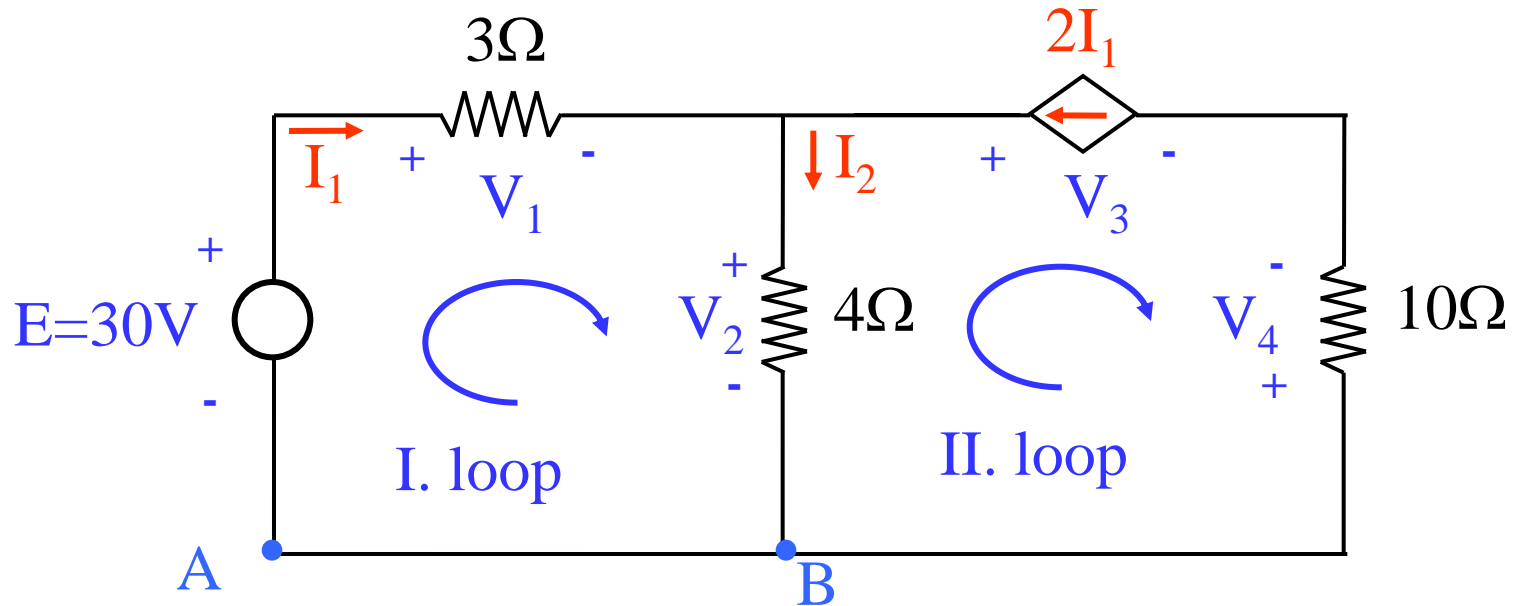 3Ω
2I₁
I₁
+
-
V₁
I₂
+
-
V₃
+
E=30V
-
+
V₂
-
4Ω
-
V₄
+
10Ω
I. loop
II. loop
A
B